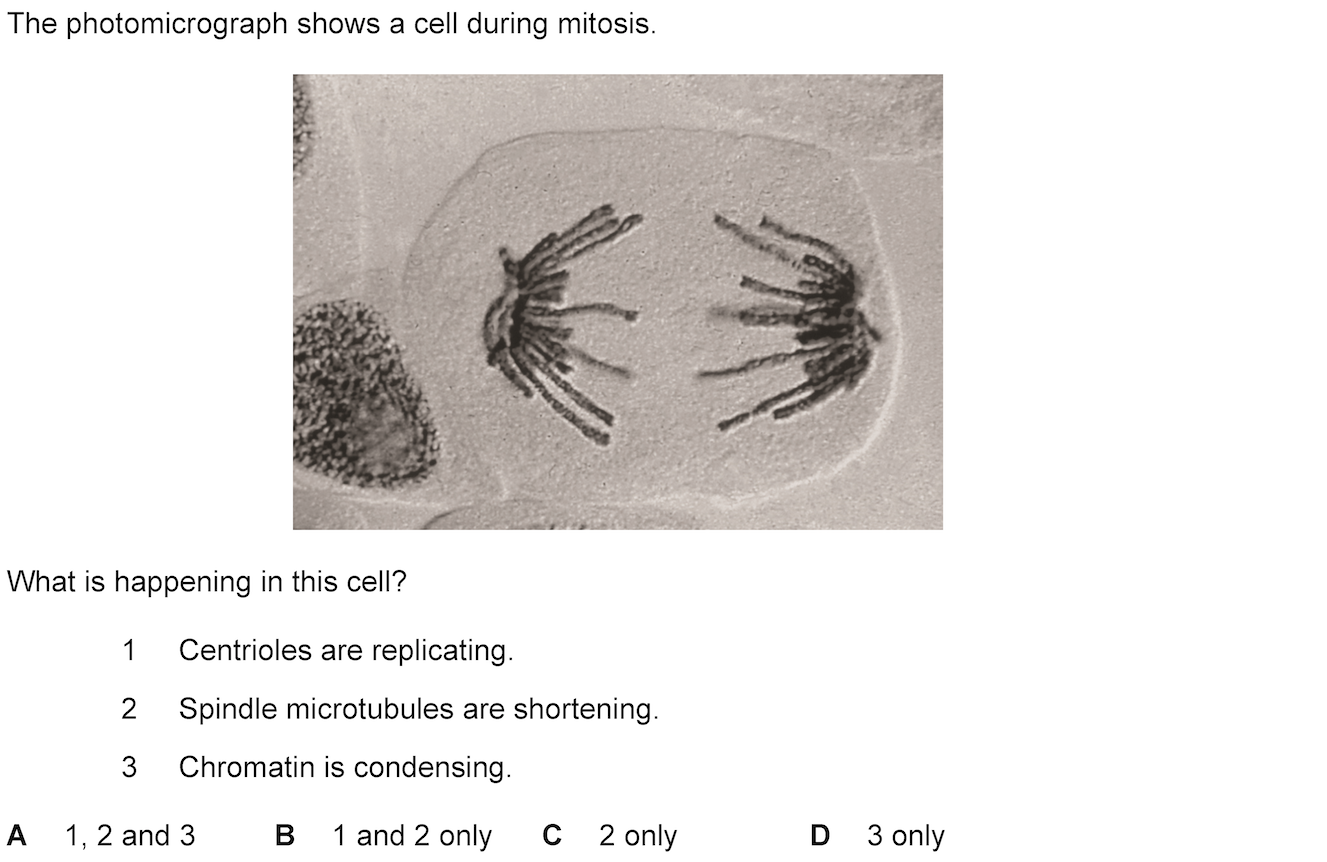 The photomicrograph shows a cell during mitosis.
What is happening in this cell?
1 Centrioles are replicating.
2 Spindle microtubules are shortening.
3 Chromatin is condensing.
A 1, 2 and 3 B 1 and 2 only C 2 only D 3 only